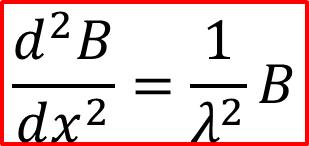 d²B/dx² = 1/λ² B